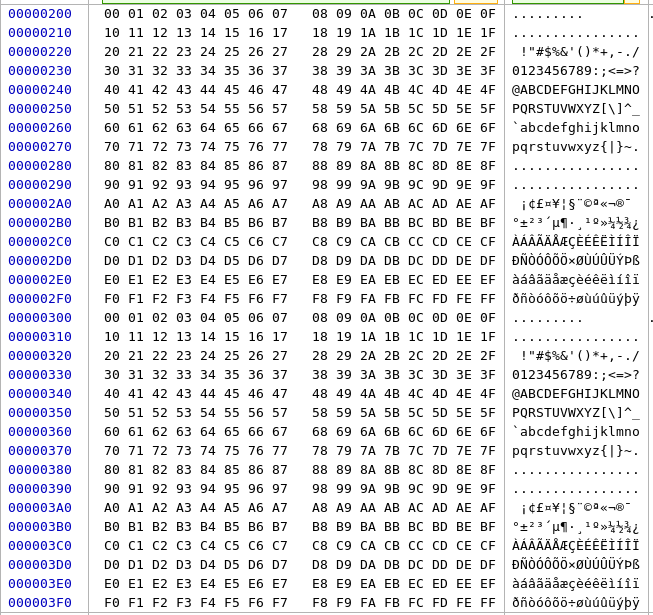 00000200 00 01 02 03 04 05 06 07 08 09 0A 0B 0C 0D 0E 0F ......... .
00000210 10 11 12 13 14 15 16 17 18 19 1A 1B 1C 1D 1E 1F ................
00000220 20 21 22 23 24 25 26 27 28 29 2A 2B 2C 2D 2E 2F  !"#$%&'()*+,-./
00000230 30 31 32 33 34 35 36 37 38 39 3A 3B 3C 3D 3E 3F 0123456789:;<=>?
00000240 40 41 42 43 44 45 46 47 48 49 4A 4B 4C 4D 4E 4F @ABCDEFGHIJKLMNO
00000250 50 51 52 53 54 55 56 57 58 59 5A 5B 5C 5D 5E 5F PQRSTUVWXYZ[\]^_
00000260 60 61 62 63 64 65 66 67 68 69 6A 6B 6C 6D 6E 6F `abcdefghijklmno
00000270 70 71 72 73 74 75 76 77 78 79 7A 7B 7C 7D 7E 7F pqrstuvwxyz{|}~.
00000280 80 81 82 83 84 85 86 87 88 89 8A 8B 8C 8D 8E 8F ................
00000290 90 91 92 93 94 95 96 97 98 99 9A 9B 9C 9D 9E 9F ................
000002A0 A0 A1 A2 A3 A4 A5 A6 A7 A8 A9 AA AB AC AD AE AF  ¡¢£¤¥¦§¨©ª«¬®¯
000002B0 B0 B1 B2 B3 B4 B5 B6 B7 B8 B9 BA BB BC BD BE BF °±²³´µ¶·¸¹º»¼½¾¿
000002C0 C0 C1 C2 C3 C4 C5 C6 C7 C8 C9 CA CB CC CD CE CF ÀÁÂÃÄÅÆÇÈÉÊËÌÍÎÏ
000002D0 D0 D1 D2 D3 D4 D5 D6 D7 D8 D9 DA DB DC DD DE DF ÐÑÒÓÔÕÖ×ØÙÚÛÜÝÞß
000002E0 E0 E1 E2 E3 E4 E5 E6 E7 E8 E9 EA EB EC ED EE EF àáâãäåæçèéêëìíîï
000002F0 F0 F1 F2 F3 F4 F5 F6 F7 F8 F9 FA FB FC FD FE FF ðñòóôõö÷øùúûüýþÿ
00000300 00 01 02 03 04 05 06 07 08 09 0A 0B 0C 0D 0E 0F ......... .
00000310 10 11 12 13 14 15 16 17 18 19 1A 1B 1C 1D 1E 1F ................
00000320 20 21 22 23 24 25 26 27 28 29 2A 2B 2C 2D 2E 2F  !"#$%&'()*+,-./
00000330 30 31 32 33 34 35 36 37 38 39 3A 3B 3C 3D 3E 3F 0123456789:;<=>?
00000340 40 41 42 43 44 45 46 47 48 49 4A 4B 4C 4D 4E 4F @ABCDEFGHIJKLMNO
00000350 50 51 52 53 54 55 56 57 58 59 5A 5B 5C 5D 5E 5F PQRSTUVWXYZ[\]^_
00000360 60 61 62 63 64 65 66 67 68 69 6A 6B 6C 6D 6E 6F `abcdefghijklmno
00000370 70 71 72 73 74 75 76 77 78 79 7A 7B 7C 7D 7E 7F pqrstuvwxyz{|}~.
00000380 80 81 82 83 84 85 86 87 88 89 8A 8B 8C 8D 8E 8F ................
00000390 90 91 92 93 94 95 96 97 98 99 9A 9B 9C 9D 9E 9F ................
000003A0 A0 A1 A2 A3 A4 A5 A6 A7 A8 A9 AA AB AC AD AE AF  ¡¢£¤¥¦§¨©ª«¬®¯
000003B0 B0 B1 B2 B3 B4 B5 B6 B7 B8 B9 BA BB BC BD BE BF °±²³´µ¶·¸¹º»¼½¾¿
000003C0 C0 C1 C2 C3 C4 C5 C6 C7 C8 C9 CA CB CC CD CE CF ÀÁÂÃÄÅÆÇÈÉÊËÌÍÎÏ
000003D0 D0 D1 D2 D3 D4 D5 D6 D7 D8 D9 DA DB DC DD DE DF ÐÑÒÓÔÕÖ×ØÙÚÛÜÝÞß
000003E0 E0 E1 E2 E3 E4 E5 E6 E7 E8 E9 EA EB EC ED EE EF àáâãäåæçèéêëìíîï
000003F0 F0 F1 F2 F3 F4 F5 F6 F7 F8 F9 FA FB FC FD FE FF ðñòóôõö÷øùúûüýþÿ